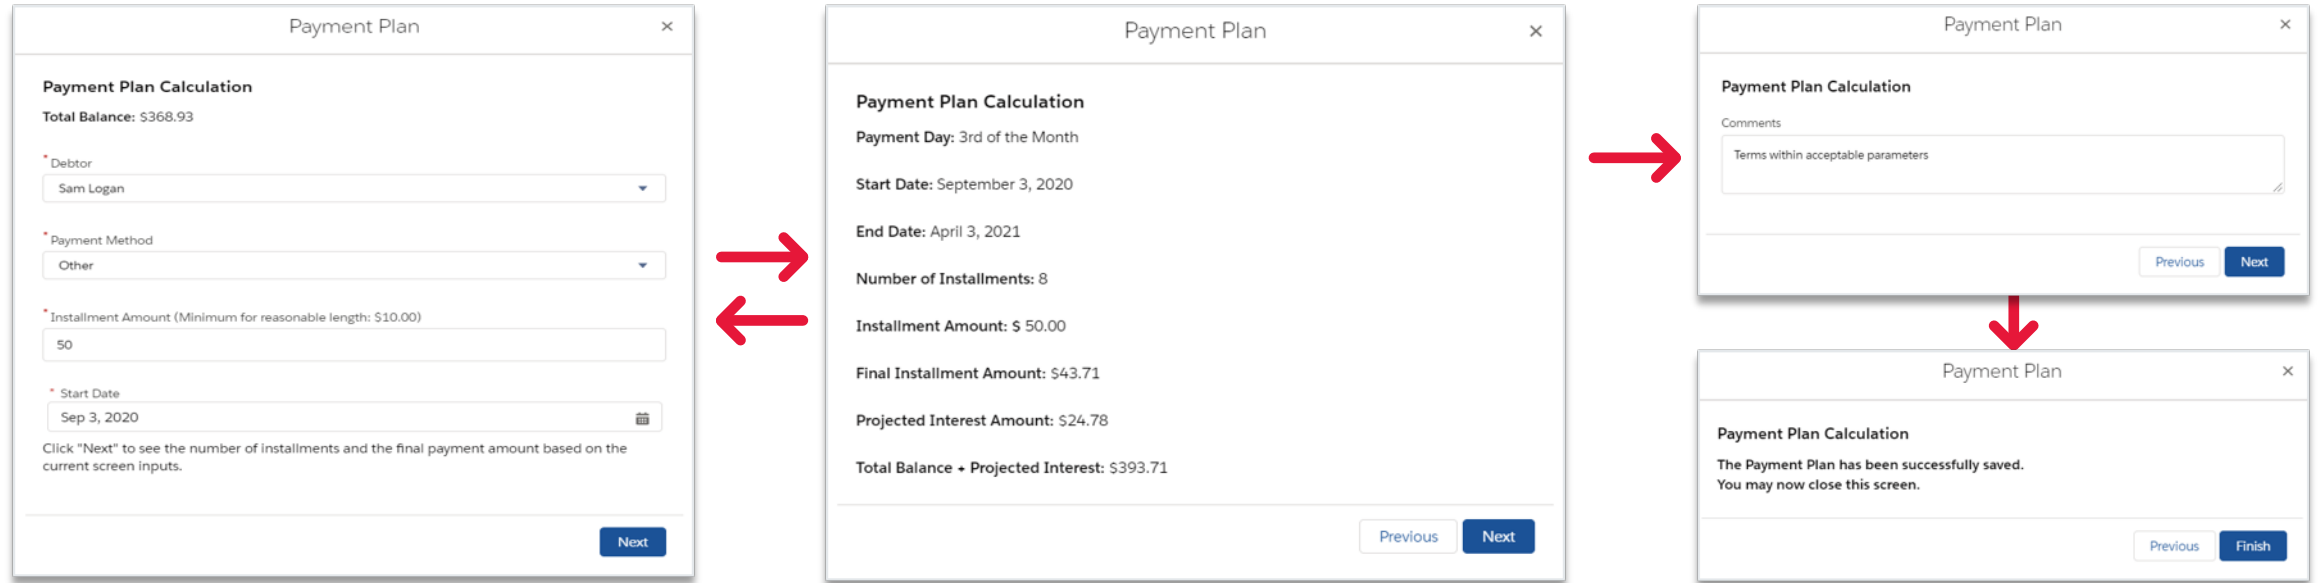 Payment Plan ×
Payment Plan Calculation
Total Balance: $368.93
* Debtor
Sam Logan
* Payment Method
Other
* Installment Amount (Minimum for reasonable length: $10.00)
50
* Start Date
Sep 3, 2020
Click "Next" to see the number of installments and the final payment amount based on the
current screen inputs.
Next
Payment Plan ×
Payment Plan Calculation
Payment Day: 3rd of the Month
Start Date: September 3, 2020
End Date: April 3, 2021
Number of Installments: 8
Installment Amount: $ 50.00
Final Installment Amount: $43.71
Projected Interest Amount: $24.78
Total Balance + Projected Interest: $393.71
Previous Next
Payment Plan ×
Payment Plan Calculation
Comments
Terms within acceptable parameters
Previous Next
Payment Plan ×
Payment Plan Calculation
The Payment Plan has been successfully saved.
You may now close this screen.
Previous Finish